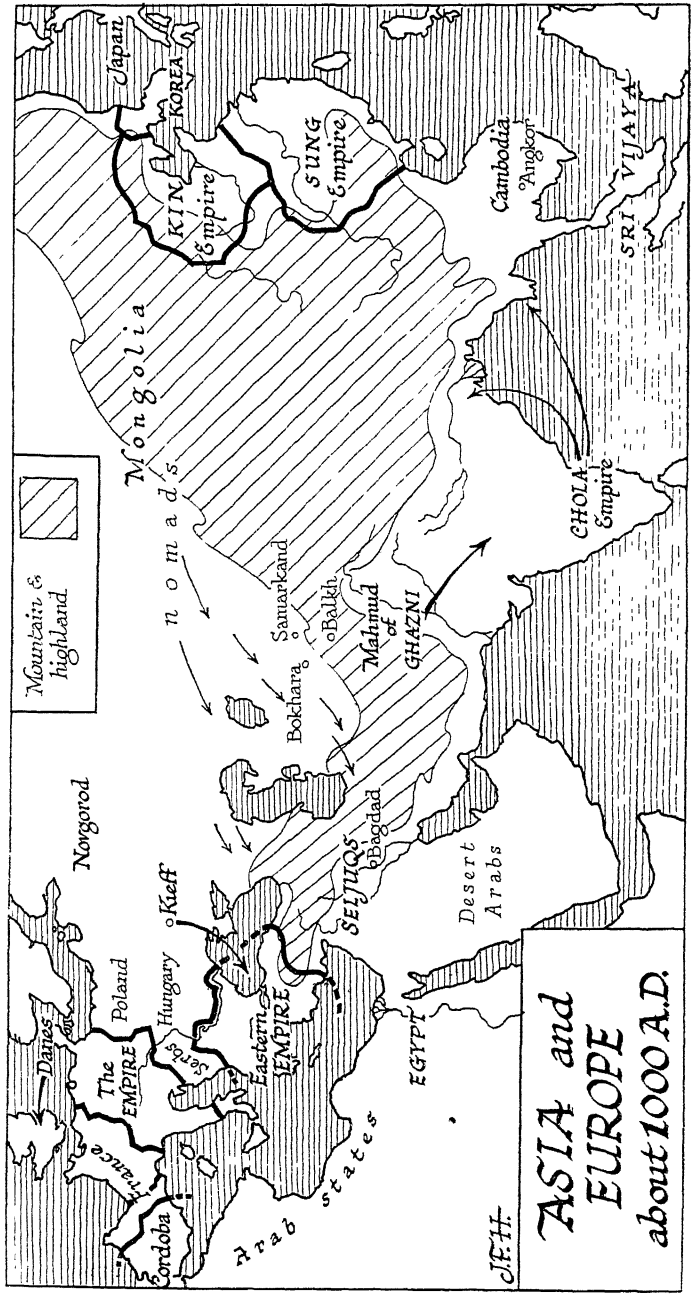 ASIA and
EUROPE
about 1000 A.D.
J.F.H.
Mountain &
highland
Danes
Novgorod
The
EMPIRE
Poland
France
Cordoba
Hungary
Serbs
Kieff
Eastern
EMPIRE
Arab states
EGYPT
SELJUQS
Bagdad
Desert
Arabs
nomads
Mongolia
Bokhara
Samarkand
Balkh
Mahmud
of
GHAZNI
CHOLA
Empire
KIN
Empire
SUNG
Empire
KOREA
Japan
Cambodia
Angkor
SRI VIJAYA